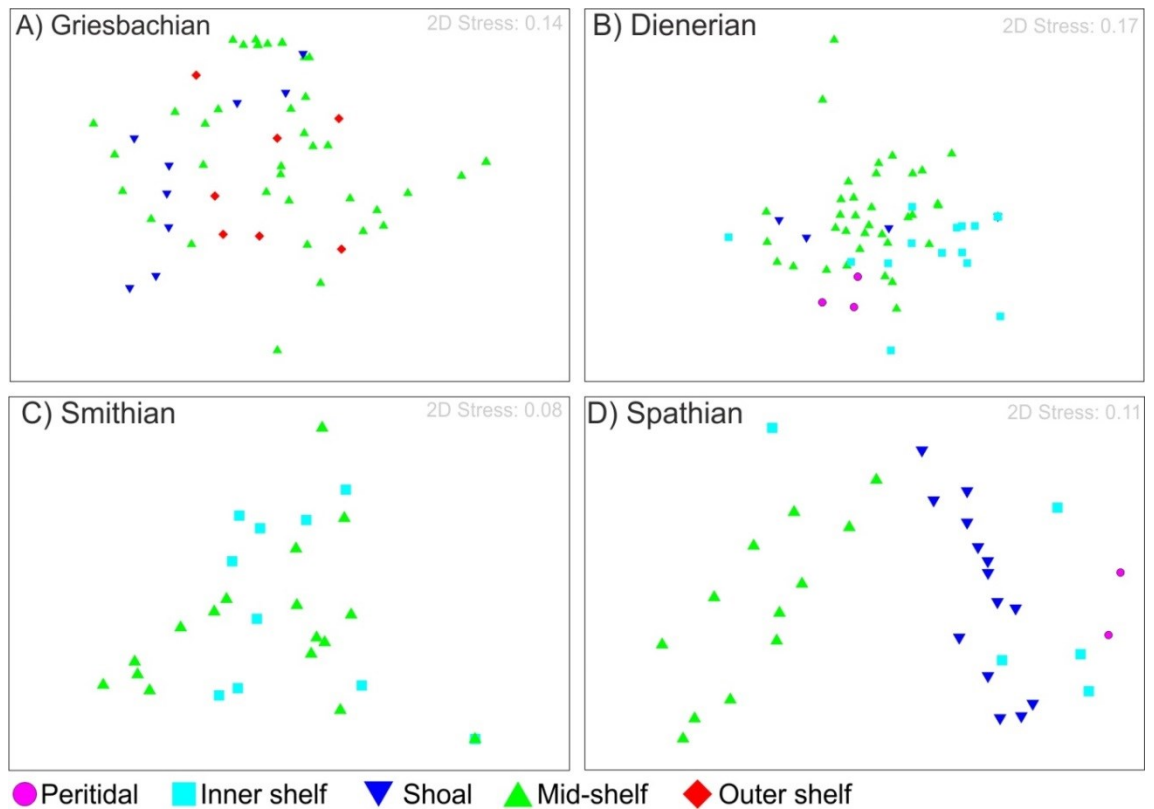 A) Griesbachian 2D Stress: 0.14
B) Dienerian 2D Stress: 0.17
C) Smithian 2D Stress: 0.08
D) Spathian 2D Stress: 0.11
Peritidal Inner shelf Shoal Mid-shelf Outer shelf